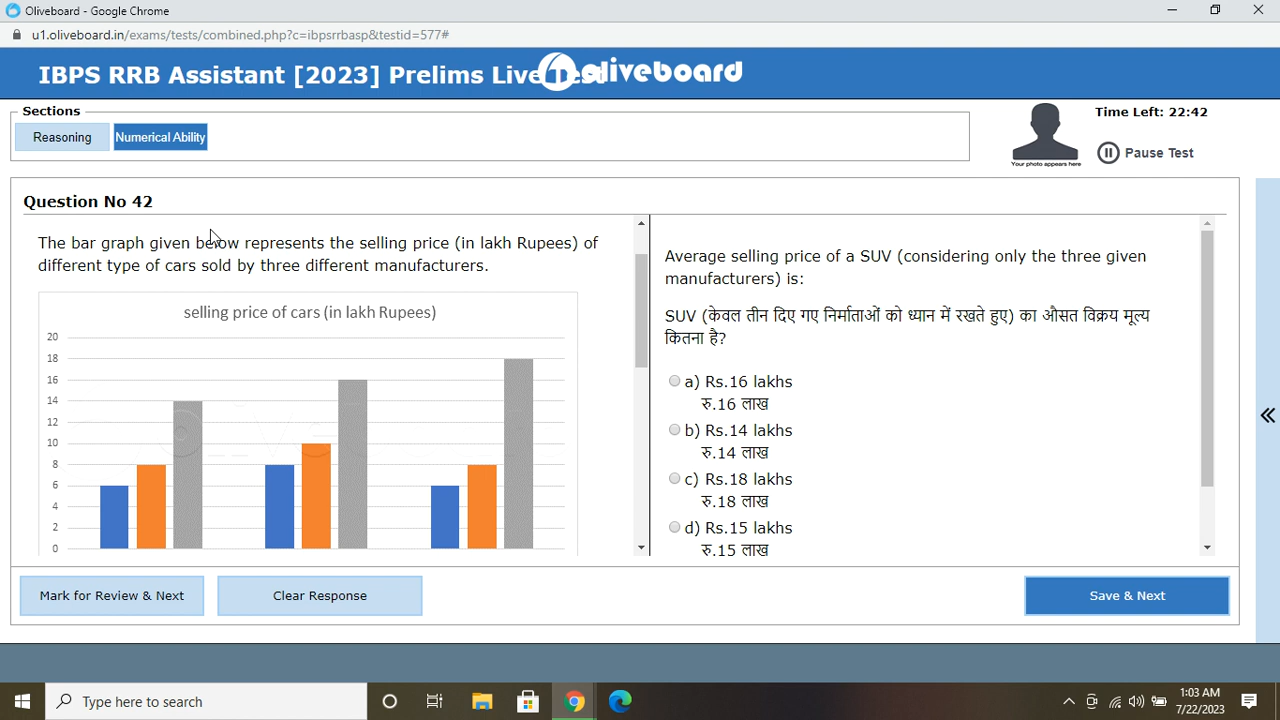 Oliveboard - Google Chrome
u1.oliveboard.in/exams/tests/combined.php?c=ibpsrrbasp&testid=577#
IBPS RRB Assistant [2023] Prelims Live Test
oliveboard
Sections
Reasoning
Numerical Ability
Your photo appears here
Time Left: 22:42
Pause Test
Question No 42
The bar graph given below represents the selling price (in lakh Rupees) of
different type of cars sold by three different manufacturers.
selling price of cars (in lakh Rupees)
20
18
16
14
12
10
8
6
4
2
0
Average selling price of a SUV (considering only the three given
manufacturers) is:
SUV (केवल तीन दिए गए निर्माताओं को ध्यान में रखते हुए) का औसत विक्रय मूल्य
कितना है?
a) Rs.16 lakhs
रु.16 लाख
b) Rs.14 lakhs
रु.14 लाख
c) Rs.18 lakhs
रु.18 लाख
d) Rs.15 lakhs
रु.15 लाख
Mark for Review & Next
Clear Response
Save & Next
Type here to search
1:03 AM
7/22/2023